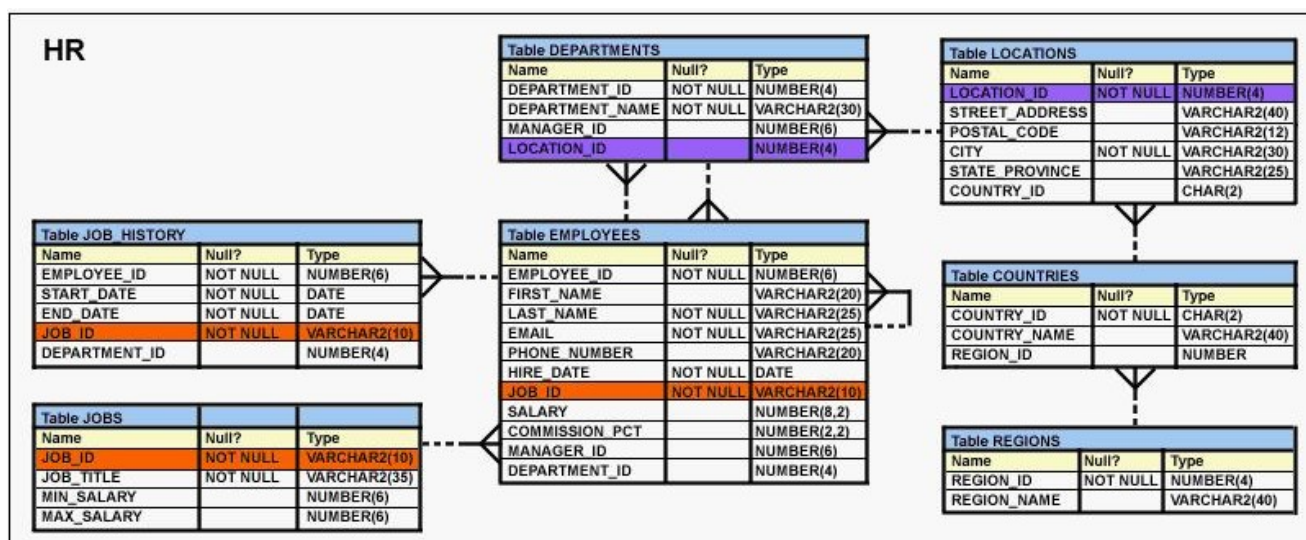 HR
Table DEPARTMENTS
Name Null? Type
DEPARTMENT_ID NOT NULL NUMBER(4)
DEPARTMENT_NAME NOT NULL VARCHAR2(30)
MANAGER_ID NUMBER(6)
LOCATION_ID NUMBER(4)
Table LOCATIONS
Name Null? Type
LOCATION_ID NOT NULL NUMBER(4)
STREET_ADDRESS VARCHAR2(40)
POSTAL_CODE VARCHAR2(12)
CITY NOT NULL VARCHAR2(30)
STATE_PROVINCE VARCHAR2(25)
COUNTRY_ID CHAR(2)
Table JOB_HISTORY
Name Null? Type
EMPLOYEE_ID NOT NULL NUMBER(6)
START_DATE NOT NULL DATE
END_DATE NOT NULL DATE
JOB_ID NOT NULL VARCHAR2(10)
DEPARTMENT_ID NUMBER(4)
Table EMPLOYEES
Name Null? Type
EMPLOYEE_ID NOT NULL NUMBER(6)
FIRST_NAME VARCHAR2(20)
LAST_NAME NOT NULL VARCHAR2(25)
EMAIL NOT NULL VARCHAR2(25)
PHONE_NUMBER VARCHAR2(20)
HIRE_DATE NOT NULL DATE
JOB_ID NOT NULL VARCHAR2(10)
SALARY NUMBER(8,2)
COMMISSION_PCT NUMBER(2,2)
MANAGER_ID NUMBER(6)
DEPARTMENT_ID NUMBER(4)
Table COUNTRIES
Name Null? Type
COUNTRY_ID NOT NULL CHAR(2)
COUNTRY_NAME VARCHAR2(40)
REGION_ID NUMBER
Table JOBS
Name Null? Type
JOB_ID NOT NULL VARCHAR2(10)
JOB_TITLE NOT NULL VARCHAR2(35)
MIN_SALARY NUMBER(6)
MAX_SALARY NUMBER(6)
Table REGIONS
Name Null? Type
REGION_ID NOT NULL NUMBER(4)
REGION_NAME VARCHAR2(40)